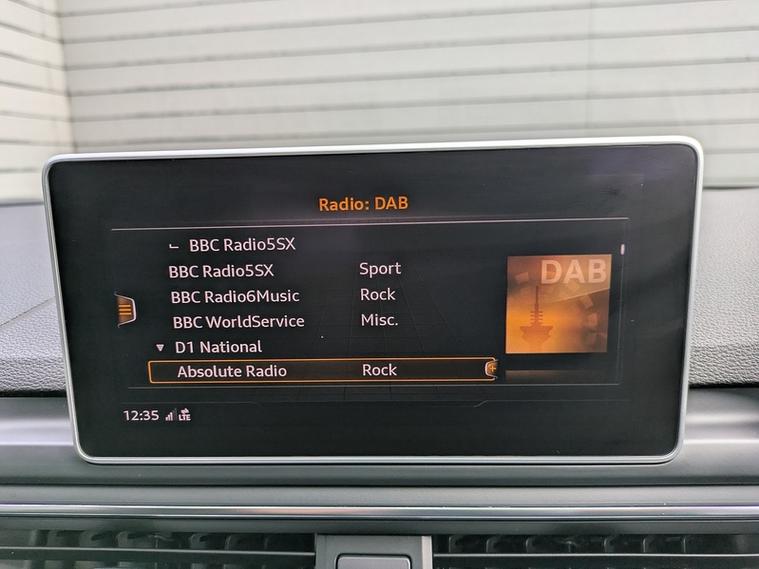 Radio: DAB
BBC Radio5SX
BBC Radio5SX Sport
BBC Radio6Music Rock
BBC WorldService Misc.
D1 National
Absolute Radio Rock
DAB
12:35 LTE